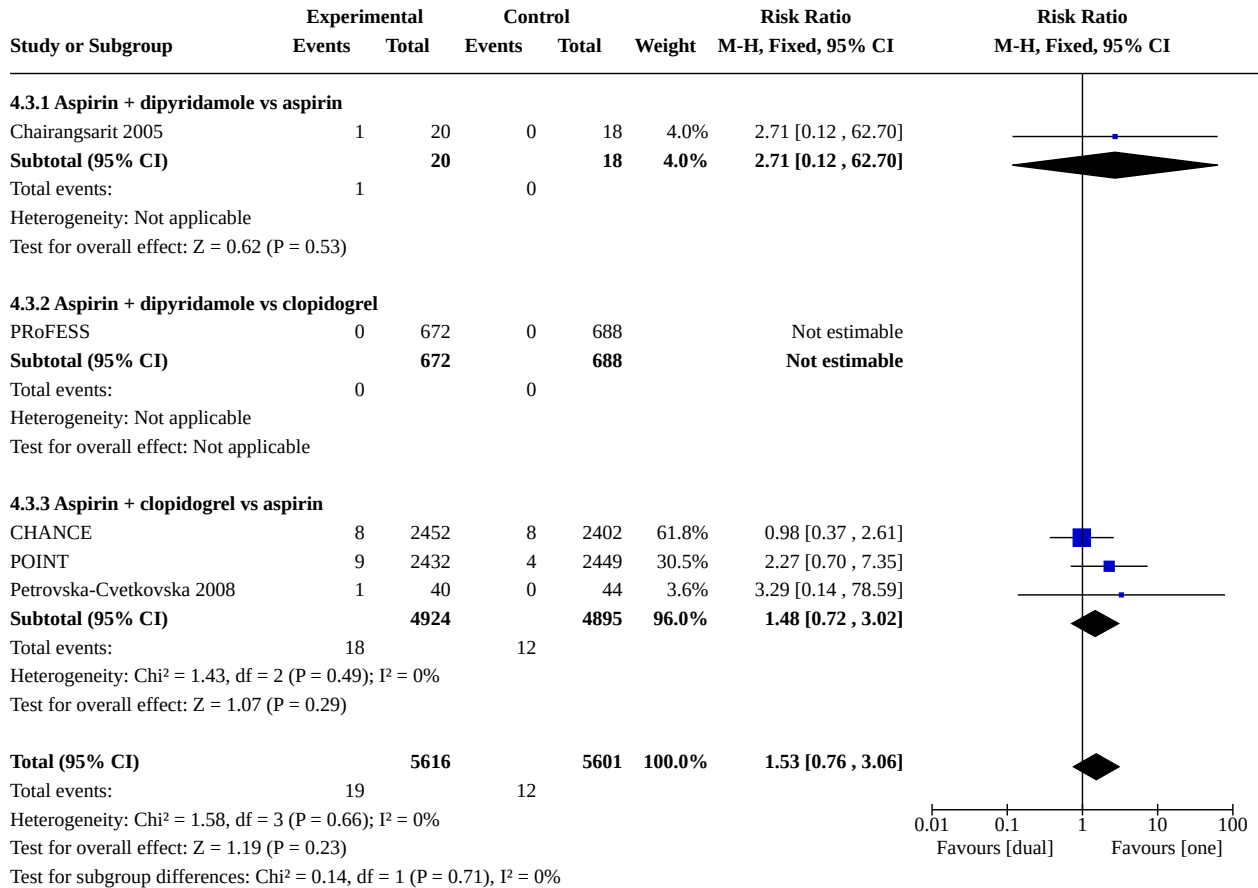 Experimental Control Risk Ratio Risk Ratio
Study or Subgroup Events Total Events Total Weight M-H, Fixed, 95% CI M-H, Fixed, 95% CI
4.3.1 Aspirin + dipyridamole vs aspirin
Chairangsarit 2005 1 20 0 18 4.0% 2.71 [0.12 , 62.70]
Subtotal (95% CI) 20 18 4.0% 2.71 [0.12 , 62.70]
Total events: 1 0
Heterogeneity: Not applicable
Test for overall effect: Z = 0.62 (P = 0.53)
4.3.2 Aspirin + dipyridamole vs clopidogrel
PRoFESS 0 672 0 688 Not estimable
Subtotal (95% CI) 672 688 Not estimable
Total events: 0 0
Heterogeneity: Not applicable
Test for overall effect: Not applicable
4.3.3 Aspirin + clopidogrel vs aspirin
CHANCE 8 2452 8 2402 61.8% 0.98 [0.37 , 2.61]
POINT 9 2432 4 2449 30.5% 2.27 [0.70 , 7.35]
Petrovska-Cvetkovska 2008 1 40 0 44 3.6% 3.29 [0.14 , 78.59]
Subtotal (95% CI) 4924 4895 96.0% 1.48 [0.72 , 3.02]
Total events: 18 12
Heterogeneity: Chi² = 1.43, df = 2 (P = 0.49); I² = 0%
Test for overall effect: Z = 1.07 (P = 0.29)
Total (95% CI) 5616 5601 100.0% 1.53 [0.76 , 3.06]
Total events: 19 12
Heterogeneity: Chi² = 1.58, df = 3 (P = 0.66); I² = 0%
0.01 0.1 1 10 100
Test for overall effect: Z = 1.19 (P = 0.23)
Favours [dual] Favours [one]
Test for subgroup differences: Chi² = 0.14, df = 1 (P = 0.71), I² = 0%